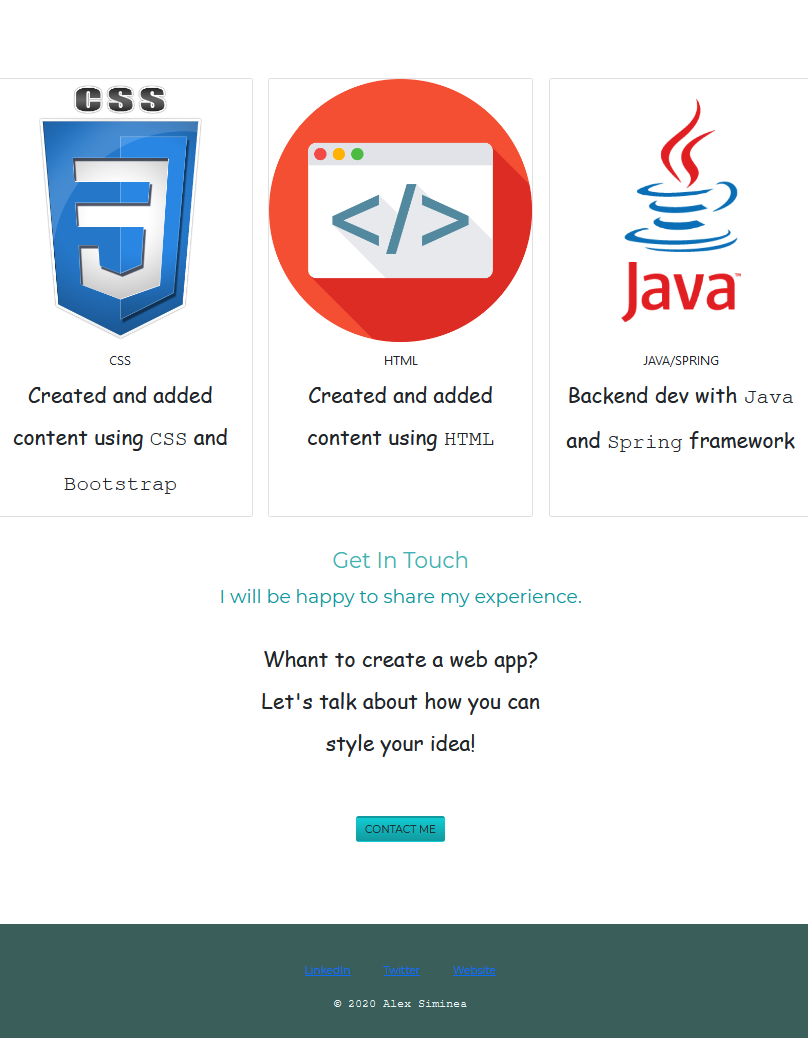 CSS
</>
Java™
CSS
Created and added
content using CSS and
Bootstrap
HTML
Created and added
content using HTML
JAVA/SPRING
Backend dev with Java
and Spring framework
Get In Touch
I will be happy to share my experience.
Whant to create a web app?
Let's talk about how you can
style your idea!
CONTACT ME
LinkedIn Twitter Website
© 2020 Alex Siminea